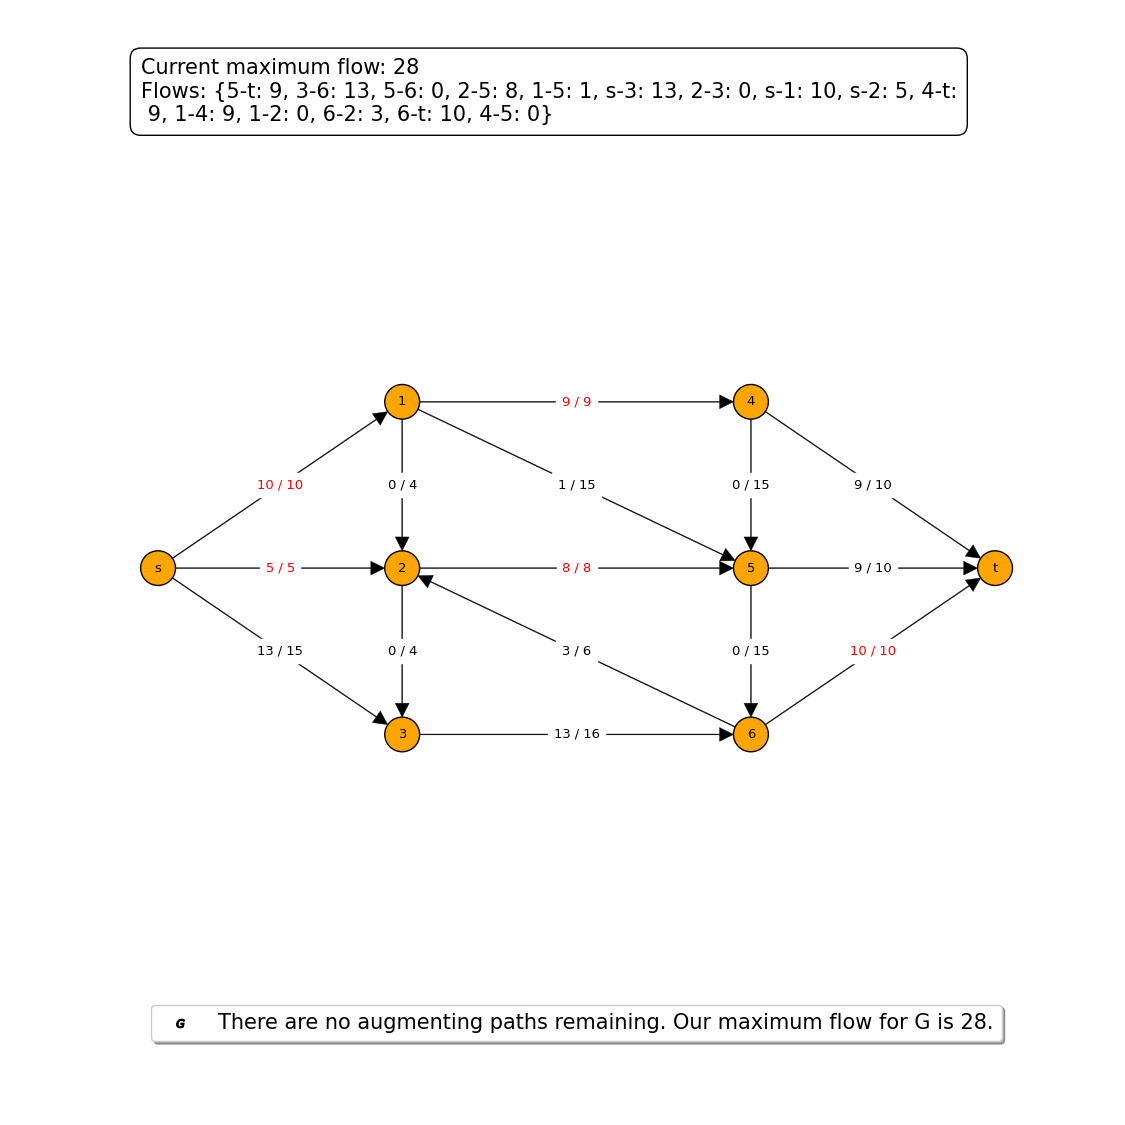 Current maximum flow: 28
Flows: {5-t: 9, 3-6: 13, 5-6: 0, 2-5: 8, 1-5: 1, s-3: 13, 2-3: 0, s-1: 10, s-2: 5, 4-t:
9, 1-4: 9, 1-2: 0, 6-2: 3, 6-t: 10, 4-5: 0}
1
9 / 9
4
10 / 10
0 / 4
1 / 15
0 / 15
9 / 10
s
5 / 5
2
8 / 8
5
9 / 10
t
13 / 15
0 / 4
3 / 6
0 / 15
10 / 10
3
13 / 16
6
G There are no augmenting paths remaining. Our maximum flow for G is 28.